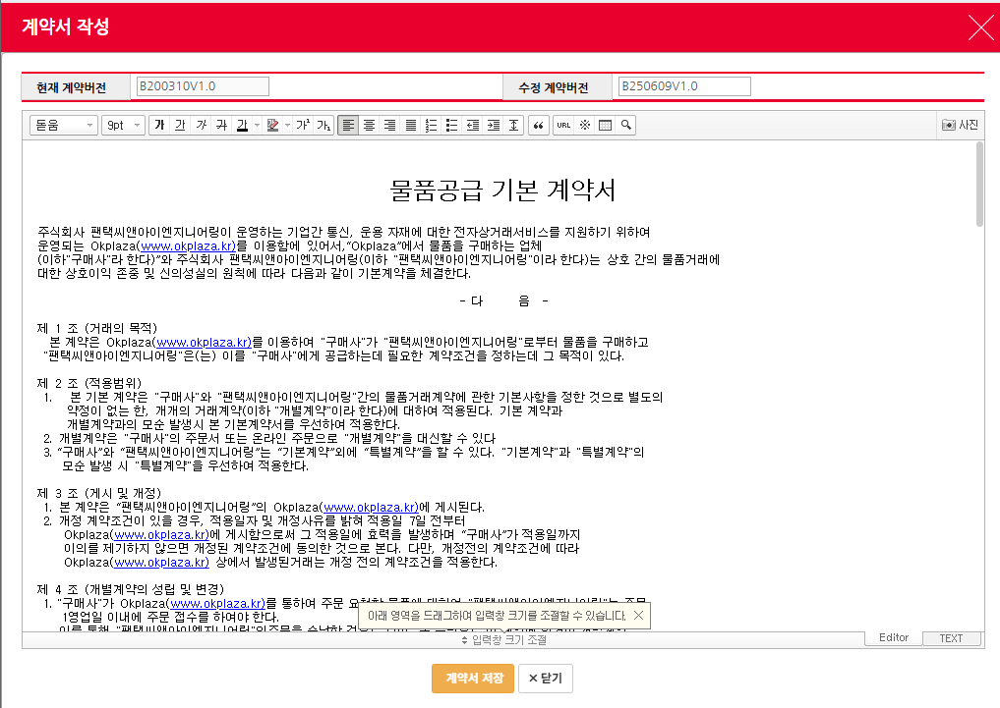 계약서 작성
현재 계약버전 B200310V1.0 수정 계약버전 B250609V1.0
돋움 9pt 가 가 가 가 가 가² 가₁ URL 사진
물품공급 기본 계약서
주식회사 팬택씨앤아이엔지니어링이 운영하는 기업간 통신, 운용 자재에 대한 전자상거래서비스를 지원하기 위하여
운영되는 Okplaza(www.okplaza.kr)를 이용함에 있어서,“Okplaza”에서 물품을 구매하는 업체
(이하"구매사"라 한다)”와 주식회사 팬택씨앤아이엔지니어링(이하 "팬택씨앤아이엔지니어링"이라 한다)는 상호 간의 물품거래에
대한 상호이익 존중 및 신의성실의 원칙에 따라 다음과 같이 기본계약을 체결한다.
- 다 음 -
제 1 조 (거래의 목적)
본 계약은 Okplaza(www.okplaza.kr)를 이용하여 "구매사"가 "팬택씨앤아이엔지니어링"로부터 물품을 구매하고
"팬택씨앤아이엔지니어링"은(는) 이를 "구매사"에게 공급하는데 필요한 계약조건을 정하는데 그 목적이 있다.
제 2 조 (적용범위)
1. 본 기본 계약은 "구매사"와 "팬택씨앤아이엔지니어링"간의 물품거래계약에 관한 기본사항을 정한 것으로 별도의
약정이 없는 한, 개개의 거래계약(이하 "개별계약"이라 한다)에 대하여 적용된다. 기본 계약과
개별계약과의 모순 발생시 본 기본계약서를 우선하여 적용한다.
2. 개별계약은 "구매사"의 주문서 또는 온라인 주문으로 "개별계약"을 대신할 수 있다
3. “구매사”와 “팬택씨앤아이엔지니어링”는 “기본계약”외에 “특별계약”을 할 수 있다. "기본계약"과 "특별계약"의
모순 발생 시 "특별계약"을 우선하여 적용한다.
제 3 조 (게시 및 개정)
1. 본 계약은 “팬택씨앤아이엔지니어링”의 Okplaza(www.okplaza.kr)에 게시된다.
2. 개정 계약조건이 있을 경우, 적용일자 및 개정사유를 밝혀 적용일 7일 전부터
Okplaza(www.okplaza.kr)에 게시함으로써 그 적용일에 효력을 발생하며 “구매사”가 적용일까지
이의를 제기하지 않으면 개정된 계약조건에 동의한 것으로 본다. 다만, 개정전의 계약조건에 따라
Okplaza(www.okplaza.kr) 상에서 발생된거래는 개정 전의 계약조건을 적용한다.
제 4 조 (개별계약의 성립 및 변경)
1. "구매사"가 Okplaza(www.okplaza.kr)를 통하여 주문 요청한 물품에 대하여 "팬택씨앤아이엔지니어링"는 주문
1영업일 이내에 주문 접수를 하여야 한다.
아래 영역을 드래그하여 입력창 크기를 조절할 수 있습니다.
이를 통해 "팬택씨앤아이엔지니어링"이주문을 수락한 것으
입력창 크기 조절
Editor TEXT
계약서 저장 × 닫기